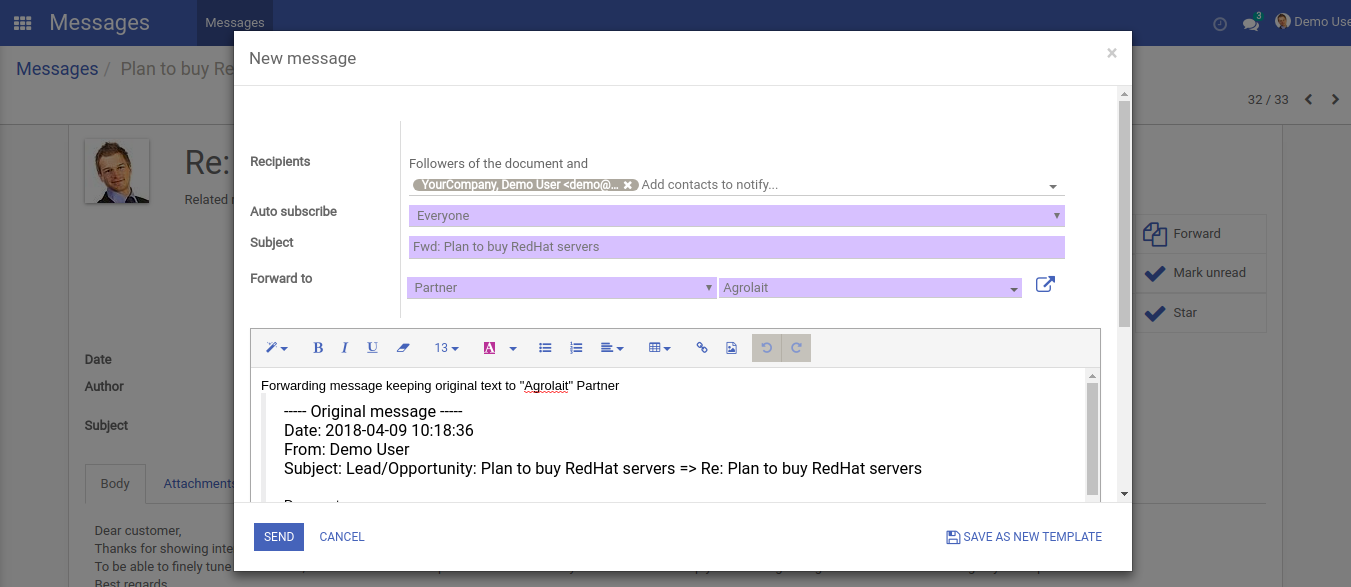 Messages Messages 3 Demo Use
Messages / Plan to buy Re
32 / 33
New message ×
Re:
Related
Recipients Followers of the document and
YourCompany, Demo User <demo@... × Add contacts to notify...
Auto subscribe Everyone
Subject Fwd: Plan to buy RedHat servers
Forward to Partner Agrolait
Forward
Mark unread
Star
B I U 13 A
Date
Author
Subject
Forwarding message keeping original text to "Agrolait" Partner
----- Original message -----
Date: 2018-04-09 10:18:36
From: Demo User
Subject: Lead/Opportunity: Plan to buy RedHat servers => Re: Plan to buy RedHat servers
Body Attachments
SEND CANCEL SAVE AS NEW TEMPLATE
Dear customer,
Thanks for showing inte
To be able to finely tune
Best regards